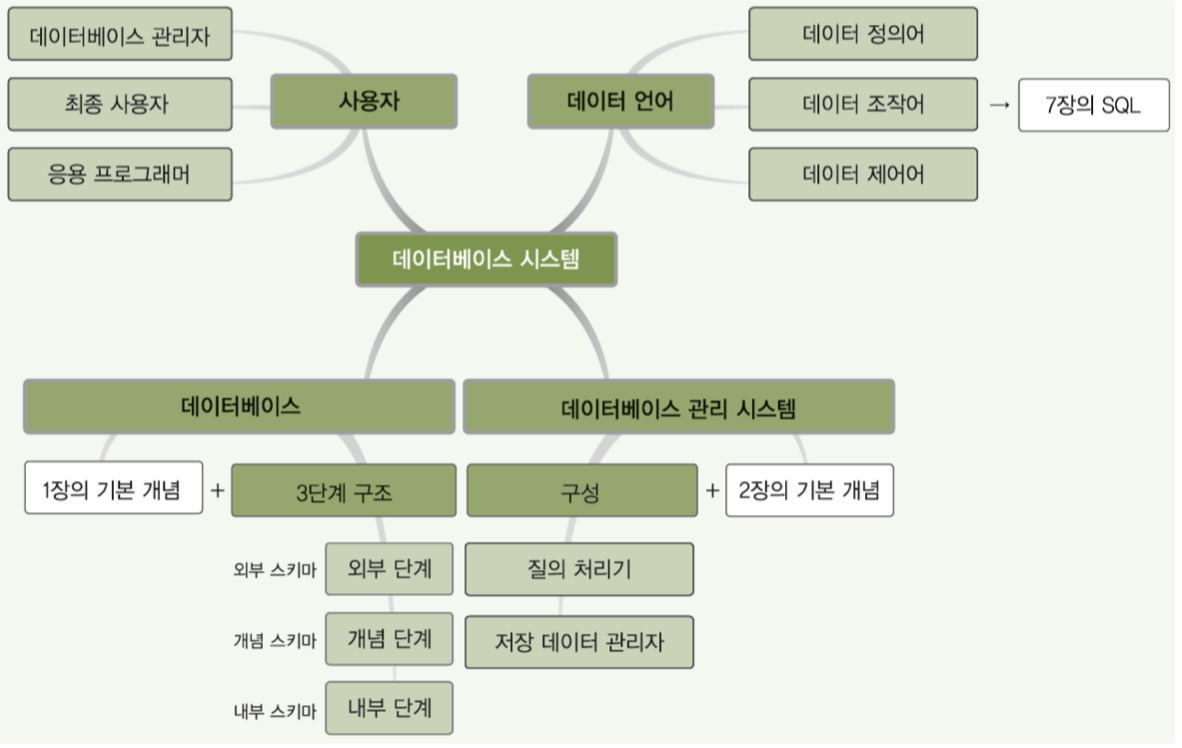 데이터베이스 관리자
최종 사용자
응용 프로그래머
사용자
데이터 언어
데이터 정의어
데이터 조작어
→
7장의 SQL
데이터 제어어
데이터베이스 시스템
데이터베이스
데이터베이스 관리 시스템
1장의 기본 개념
+
3단계 구조
구성
+
2장의 기본 개념
외부 스키마
외부 단계
개념 스키마
개념 단계
내부 스키마
내부 단계
질의 처리기
저장 데이터 관리자